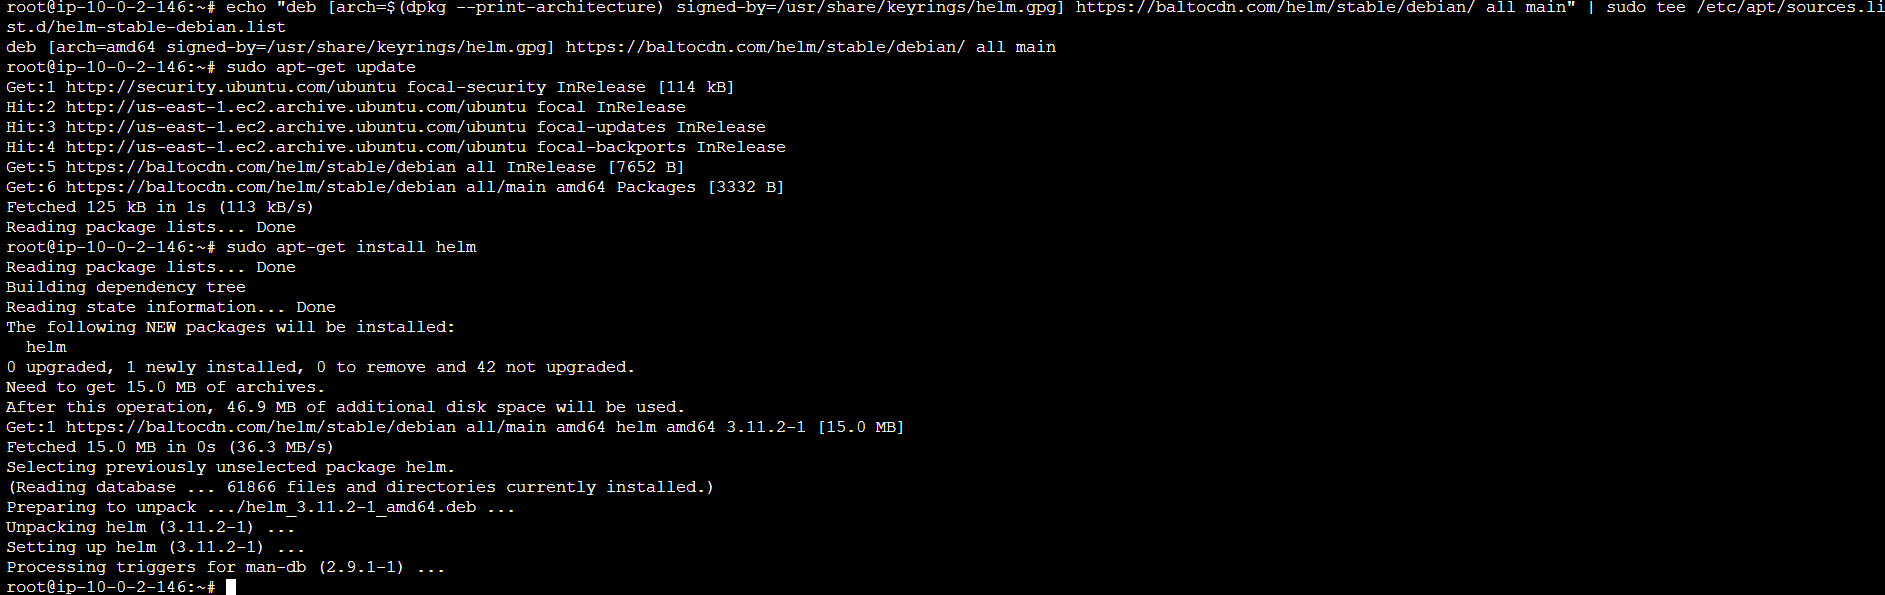 root@ip-10-0-2-146:~# echo "deb [arch=$(dpkg --print-architecture) signed-by=/usr/share/keyrings/helm.gpg] https://baltocdn.com/helm/stable/debian/ all main" | sudo tee /etc/apt/sources.li
st.d/helm-stable-debian.list
deb [arch=amd64 signed-by=/usr/share/keyrings/helm.gpg] https://baltocdn.com/helm/stable/debian/ all main
root@ip-10-0-2-146:~# sudo apt-get update
Get:1 http://security.ubuntu.com/ubuntu focal-security InRelease [114 kB]
Hit:2 http://us-east-1.ec2.archive.ubuntu.com/ubuntu focal InRelease
Hit:3 http://us-east-1.ec2.archive.ubuntu.com/ubuntu focal-updates InRelease
Hit:4 http://us-east-1.ec2.archive.ubuntu.com/ubuntu focal-backports InRelease
Get:5 https://baltocdn.com/helm/stable/debian all InRelease [7652 B]
Get:6 https://baltocdn.com/helm/stable/debian all/main amd64 Packages [3332 B]
Fetched 125 kB in 1s (113 kB/s)
Reading package lists... Done
root@ip-10-0-2-146:~# sudo apt-get install helm
Reading package lists... Done
Building dependency tree
Reading state information... Done
The following NEW packages will be installed:
  helm
0 upgraded, 1 newly installed, 0 to remove and 42 not upgraded.
Need to get 15.0 MB of archives.
After this operation, 46.9 MB of additional disk space will be used.
Get:1 https://baltocdn.com/helm/stable/debian all/main amd64 helm amd64 3.11.2-1 [15.0 MB]
Fetched 15.0 MB in 0s (36.3 MB/s)
Selecting previously unselected package helm.
(Reading database ... 61866 files and directories currently installed.)
Preparing to unpack .../helm_3.11.2-1_amd64.deb ...
Unpacking helm (3.11.2-1) ...
Setting up helm (3.11.2-1) ...
Processing triggers for man-db (2.9.1-1) ...
root@ip-10-0-2-146:~#